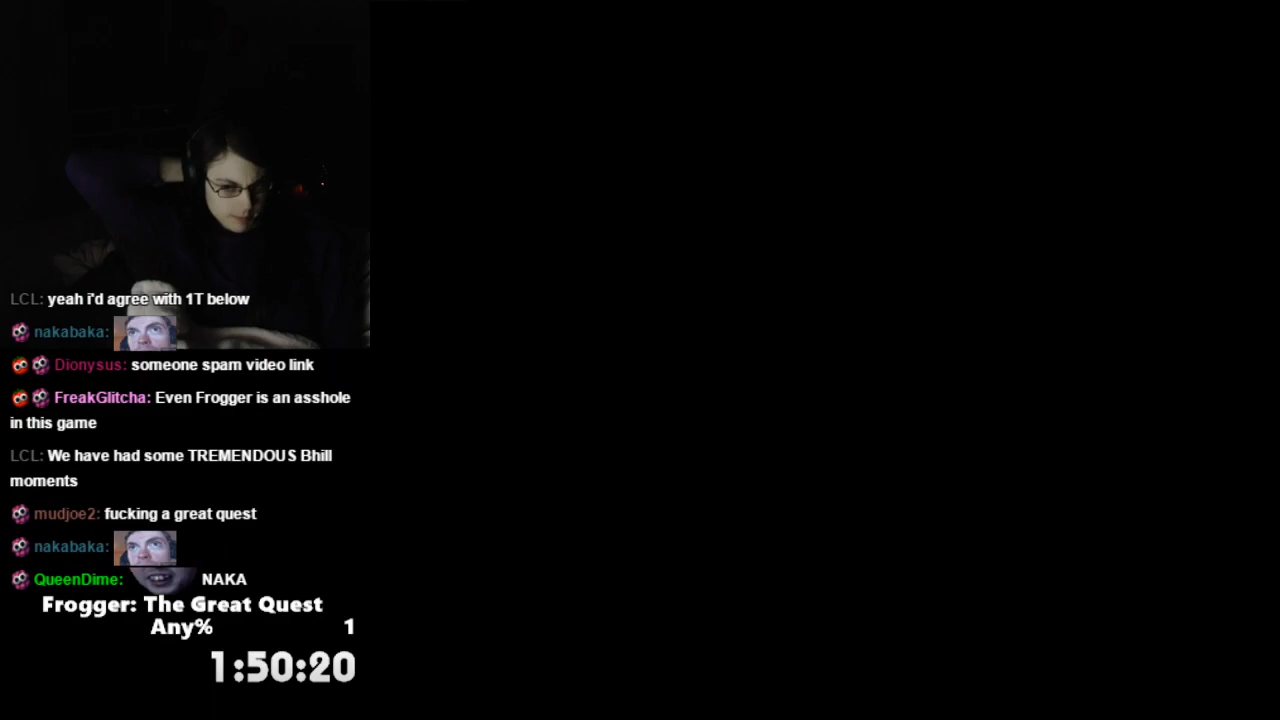 LCL: yeah i'd agree with 1T below
nakabaka:
Dionysus: someone spam video link
FreakGlitcha: Even Frogger is an asshole
in this game
LCL: We have had some TREMENDOUS Bhill
moments
mudjoe2: fucking a great quest
nakabaka:
QueenDime: NAKA
Frogger: The Great Quest
Any% 1
1:50:20